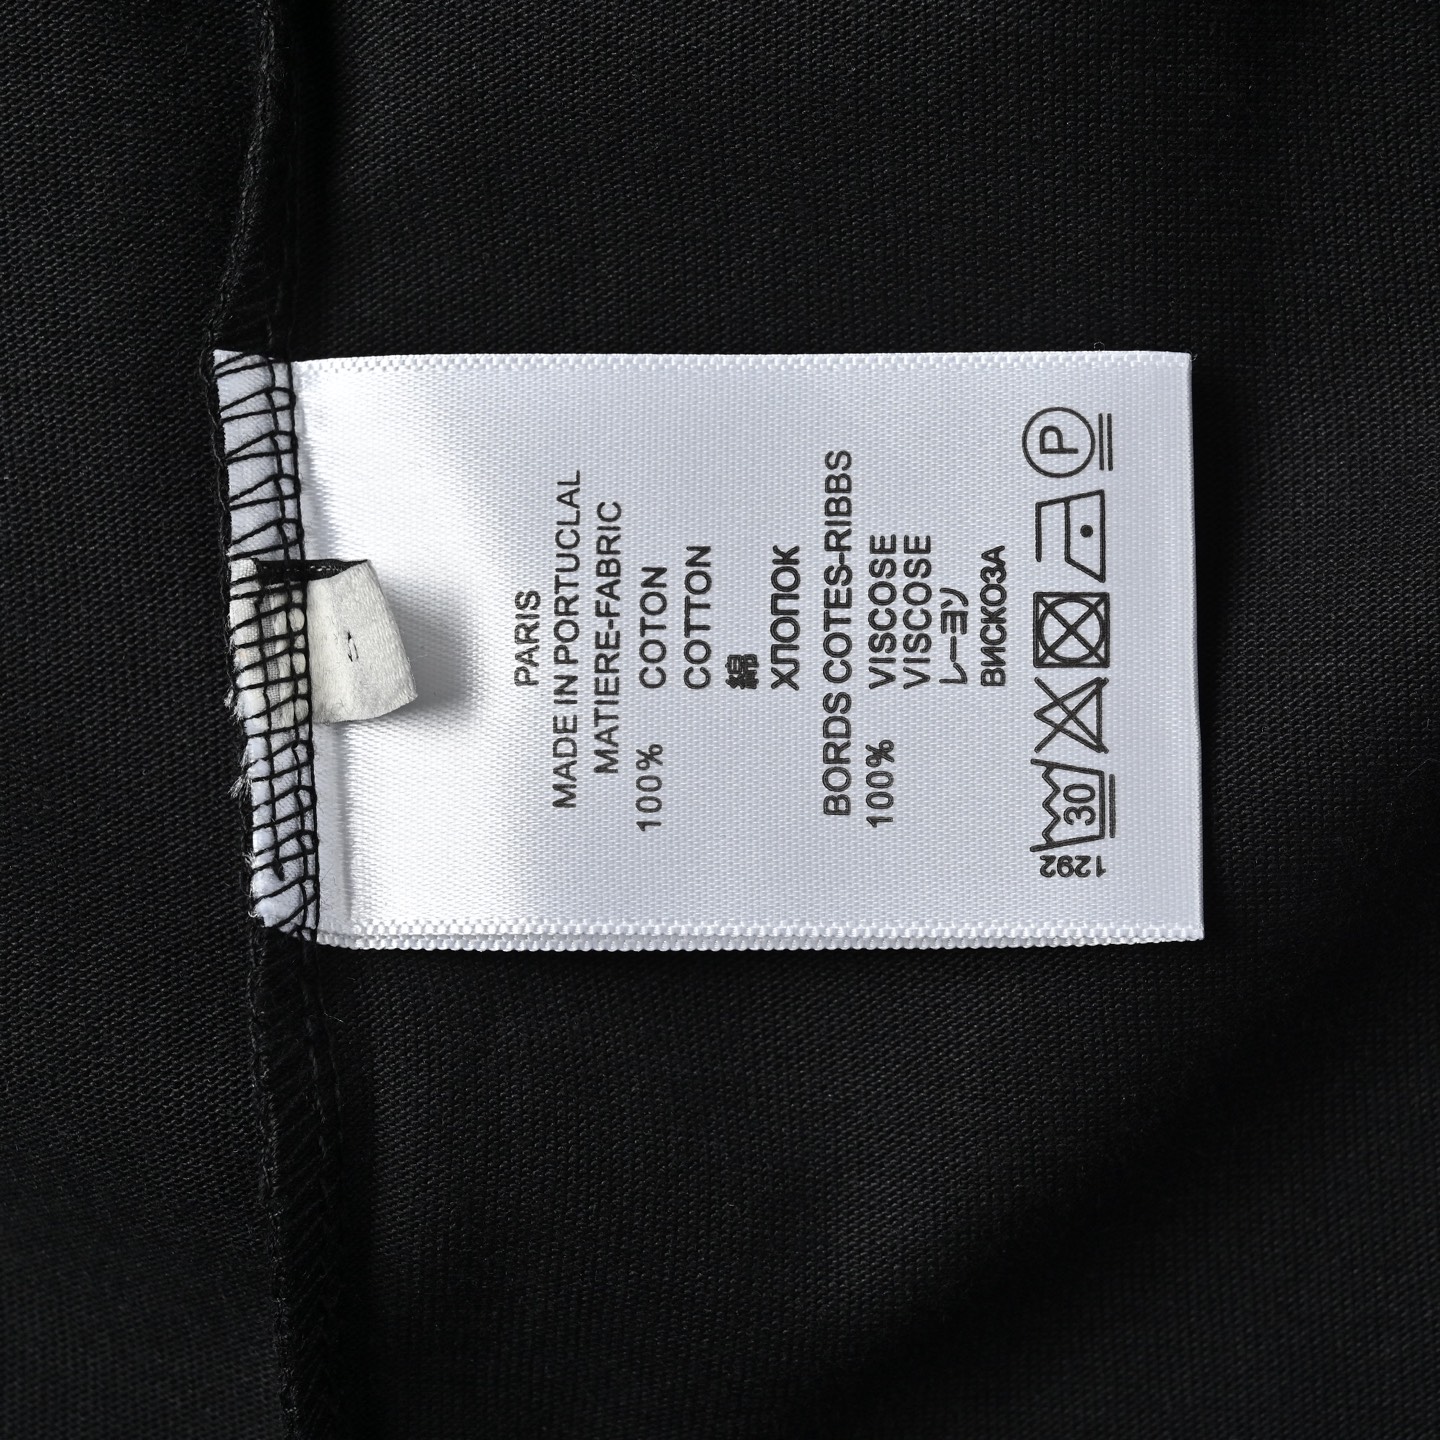 PARIS
MADE IN PORTUCLAL
MATIERE-FABRIC
100% COTON
COTTON
綿
ХЛОПОК
BORDS COTES-RIBBS
100% VISCOSE
VISCOSE
レーヨン
ВИСКОЗА
30
P
1292